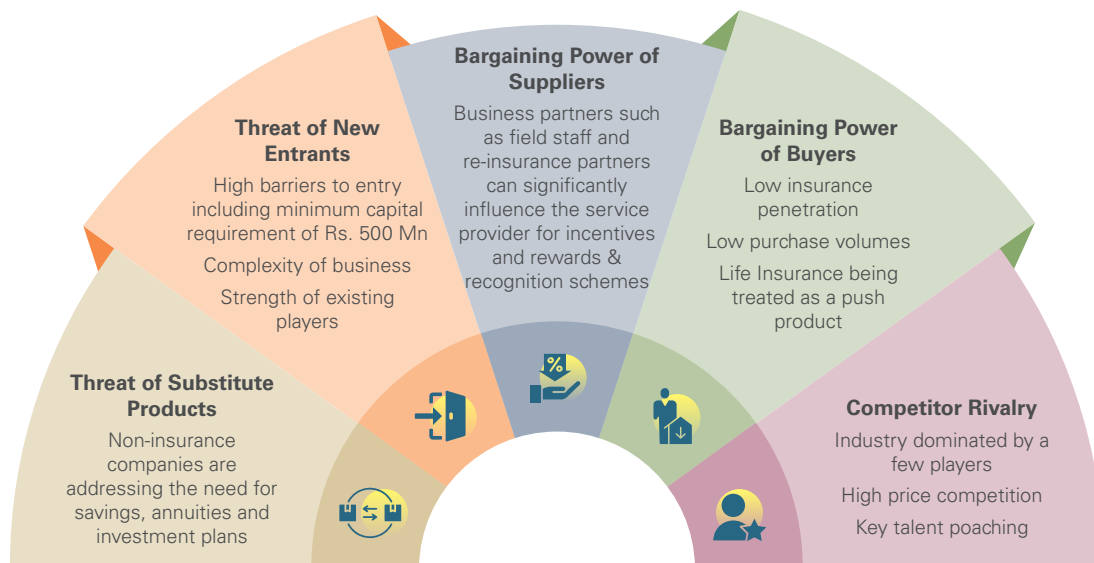 Threat of Substitute
Products
Non-insurance
companies are
addressing the need for
savings, annuities and
investment plans
Threat of New
Entrants
High barriers to entry
including minimum capital
requirement of Rs. 500 Mn
Complexity of business
Strength of existing
players
Bargaining Power of
Suppliers
Business partners such
as field staff and
re-insurance partners
can significantly
influence the service
provider for incentives
and rewards &
recognition schemes
%
Bargaining Power
of Buyers
Low insurance
penetration
Low purchase volumes
Life Insurance being
treated as a push
product
Competitor Rivalry
Industry dominated by a
few players
High price competition
Key talent poaching